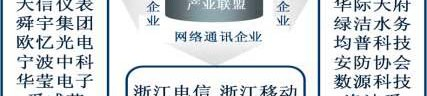 天信仪表
舜宇集团
欧忆光电
宁波中科
华莹电子
企业
产业联盟
企业
网络通讯企业
浙江电信 浙江移动
华际天府
绿洁水务
均普科技
安防协会
数源科技